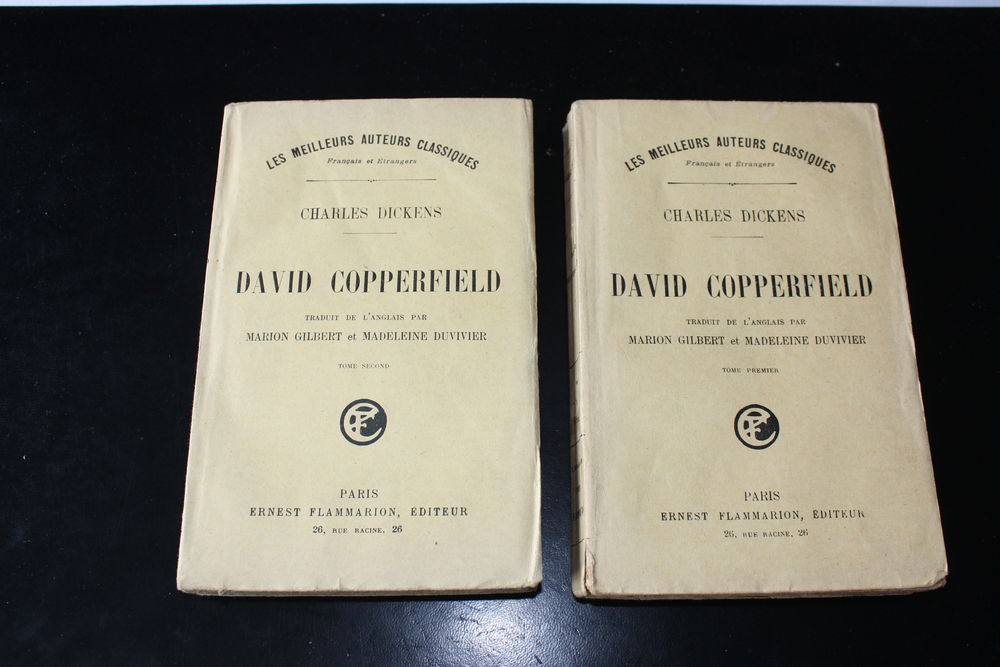 LES MEILLEURS AUTEURS CLASSIQUES
Français et Etrangers
CHARLES DICKENS
DAVID COPPERFIELD
TRADUIT DE L'ANGLAIS PAR
MARION GILBERT et MADELEINE DUVIVIER
TOME SECOND
PARIS
ERNEST FLAMMARION, ÉDITEUR
26, RUE RACINE, 26
LES MEILLEURS AUTEURS CLASSIQUES
Français et Étrangers
CHARLES DICKENS
DAVID COPPERFIELD
TRADUIT DE L'ANGLAIS PAR
MARION GILBERT et MADELEINE DUVIVIER
TOME PREMIER
PARIS
ERNEST FLAMMARION, ÉDITEUR
26, RUE RACINE, 26